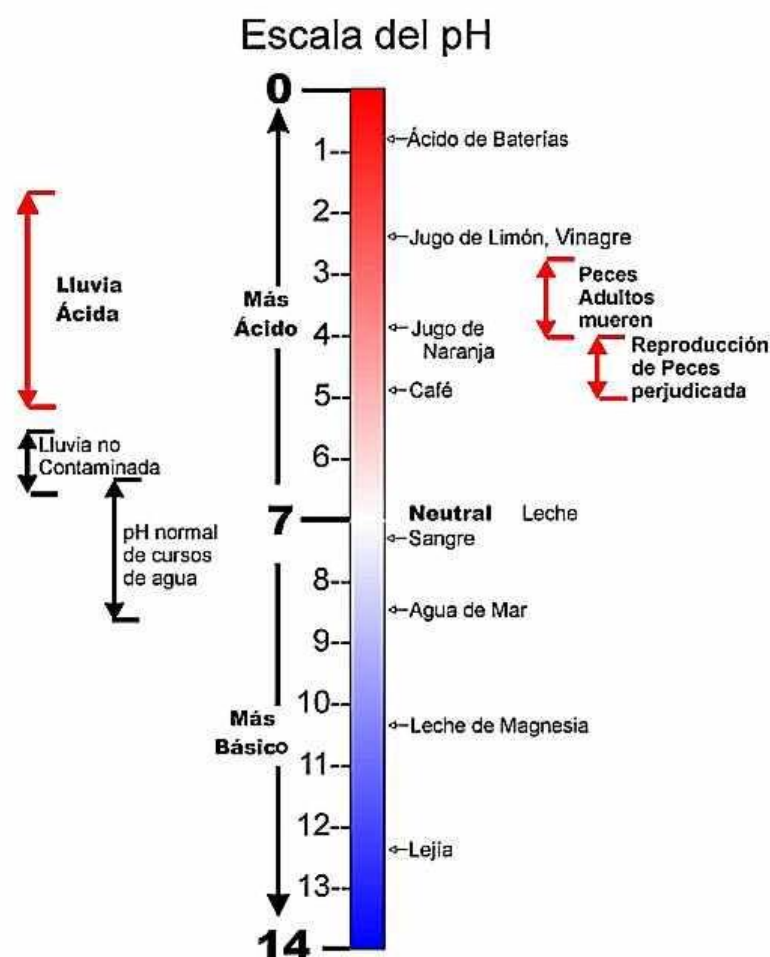 Escala del pH
0
1--
2--
3--
4--
5--
6--
7
8--
9--
10--
11--
12--
13--
14
Más
Ácido
Más
Básico
Lluvia
Ácida
Lluvia no
Contaminada
pH normal
de cursos
de agua
Ácido de Baterías
Jugo de Limón, Vinagre
Peces
Adultos
mueren
Jugo de
Naranja
Reproducción
de Peces
perjudicada
Café
Neutral Leche
Sangre
Agua de Mar
Leche de Magnesia
Lejía